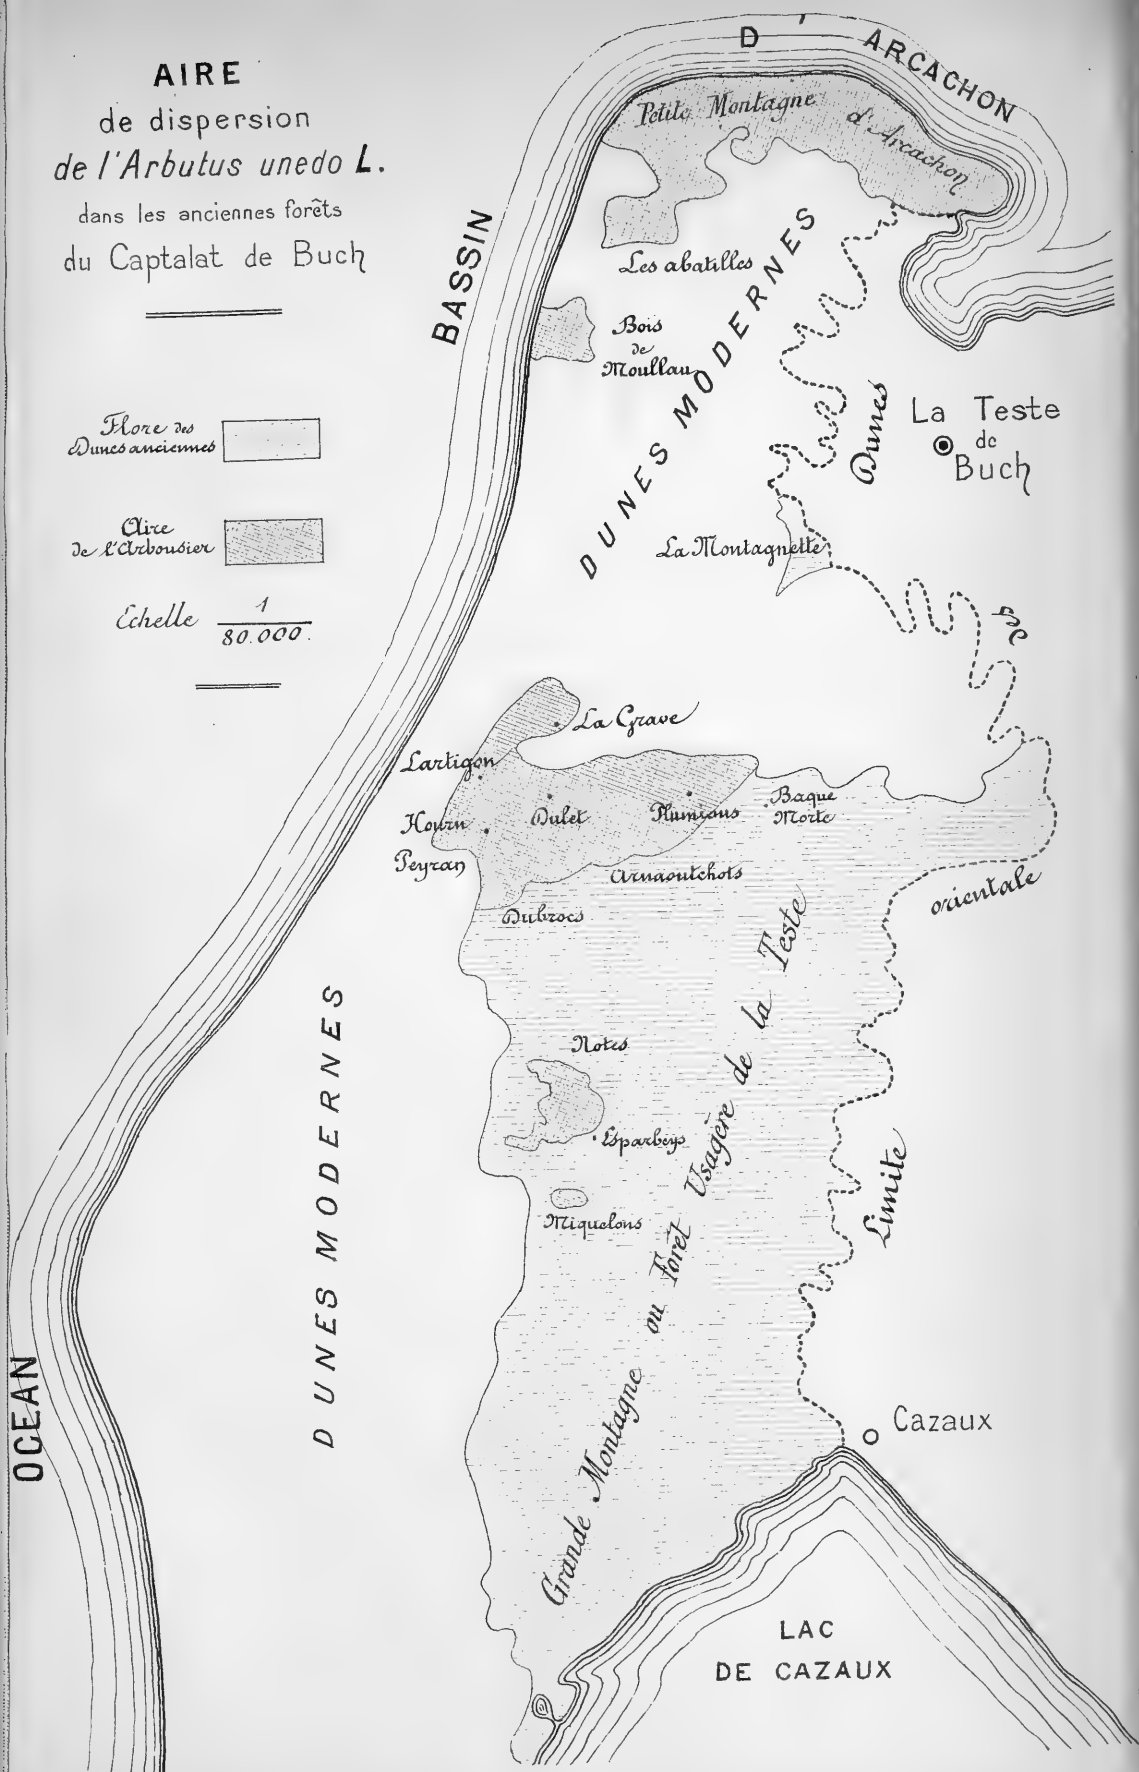 AIRE
de dispersion
de l'Arbutus unedo L.
dans les anciennes forêts
du Captalat de Buch
Flore des
Dunes anciennes
Aire
de l'Arbousier
Echelle 1
80.000.
BASSIN
D'ARCACHON
Petite Montagne
d'Arcachon
Les abatilles
Bois
de
Moullau
DUNES MODERNES
Dunes
La Teste
de
Buch
La Montagnette
des
La Grave
Lartigon
Hourn
Peyran
Dulet
Plumions
Baque
Morte
Arnaoutchots
Dubrocs
orientale
Notes
Esparbeys
Miquelons
Grande Montagne ou Forêt Usagère de la Teste
Limite
DUNES MODERNES
OCEAN
Cazaux
LAC
DE CAZAUX